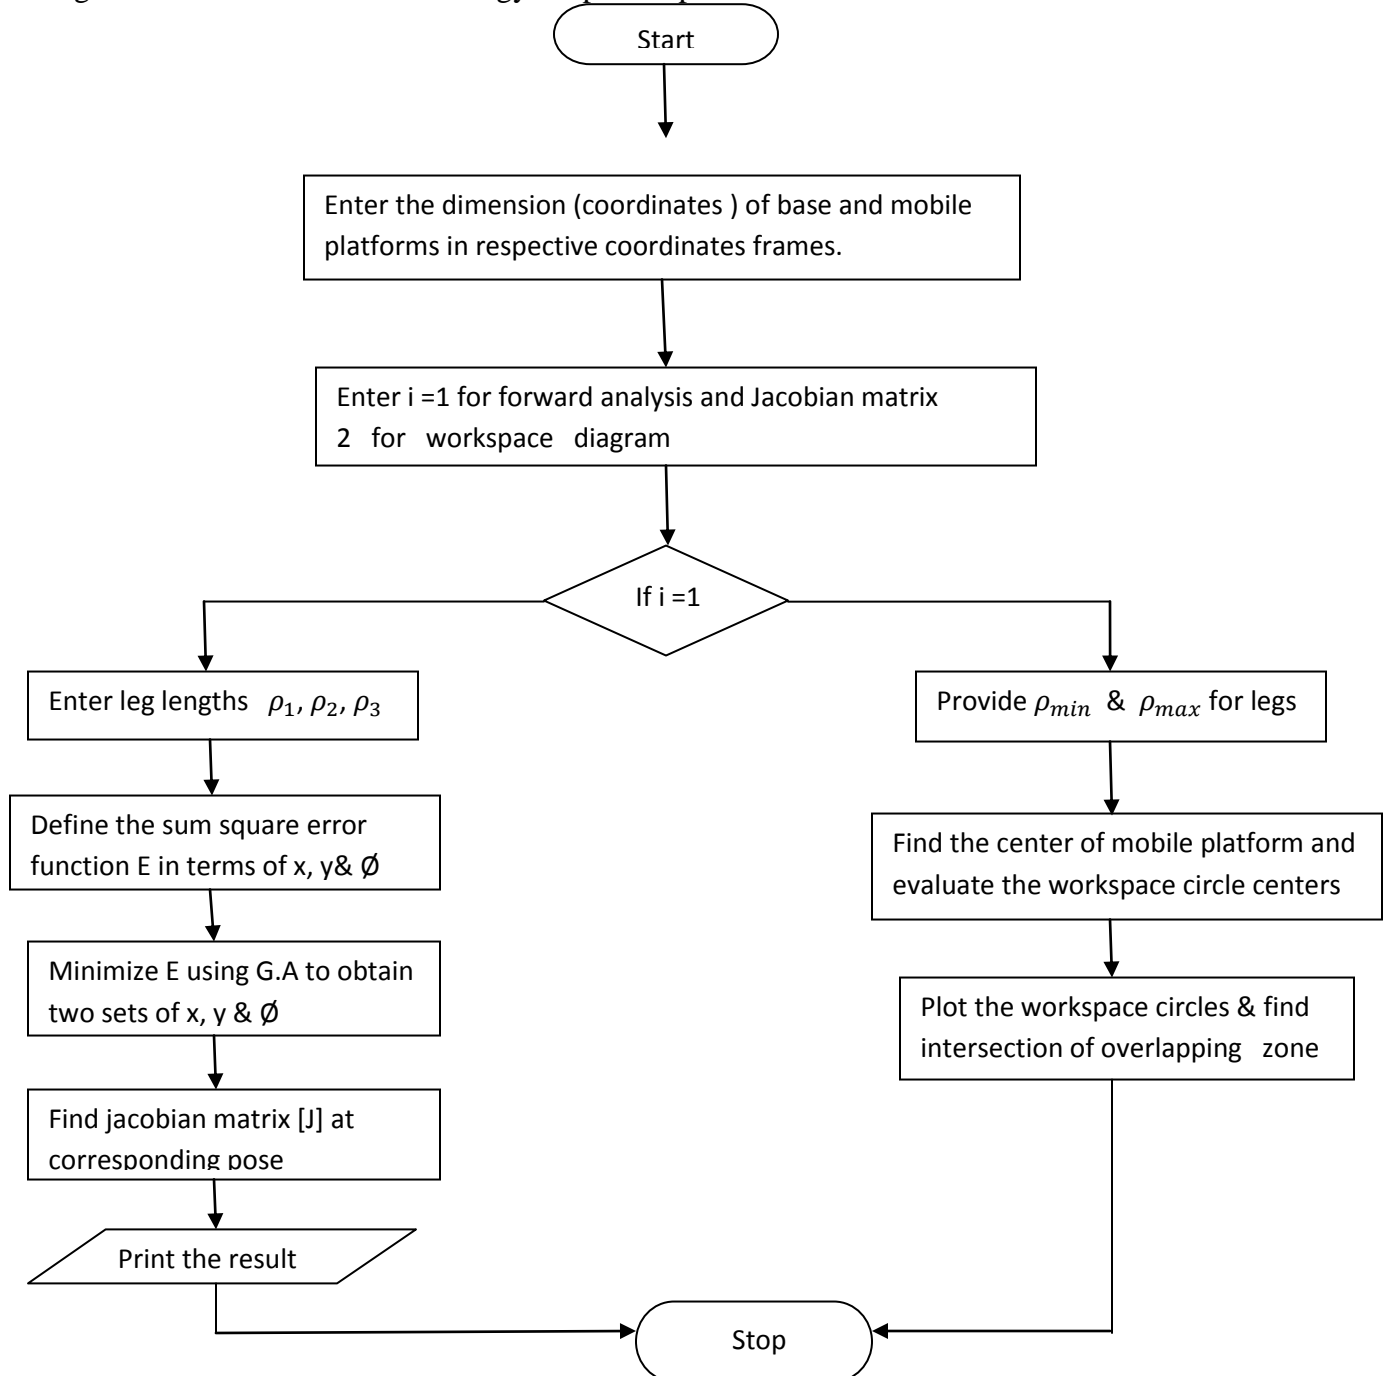 Start
Enter the dimension (coordinates ) of base and mobile
platforms in respective coordinates frames.
Enter i =1 for forward analysis and Jacobian matrix
2 for workspace diagram
If i =1
Enter leg lengths ρ₁, ρ₂, ρ₃
Define the sum square error
function E in terms of x, y& Ø
Minimize E using G.A to obtain
two sets of x, y & Ø
Find jacobian matrix [J] at
corresponding pose
Print the result
Provide ρₘᵢₙ & ρₘₐₓ for legs
Find the center of mobile platform and
evaluate the workspace circle centers
Plot the workspace circles & find
intersection of overlapping zone
Stop